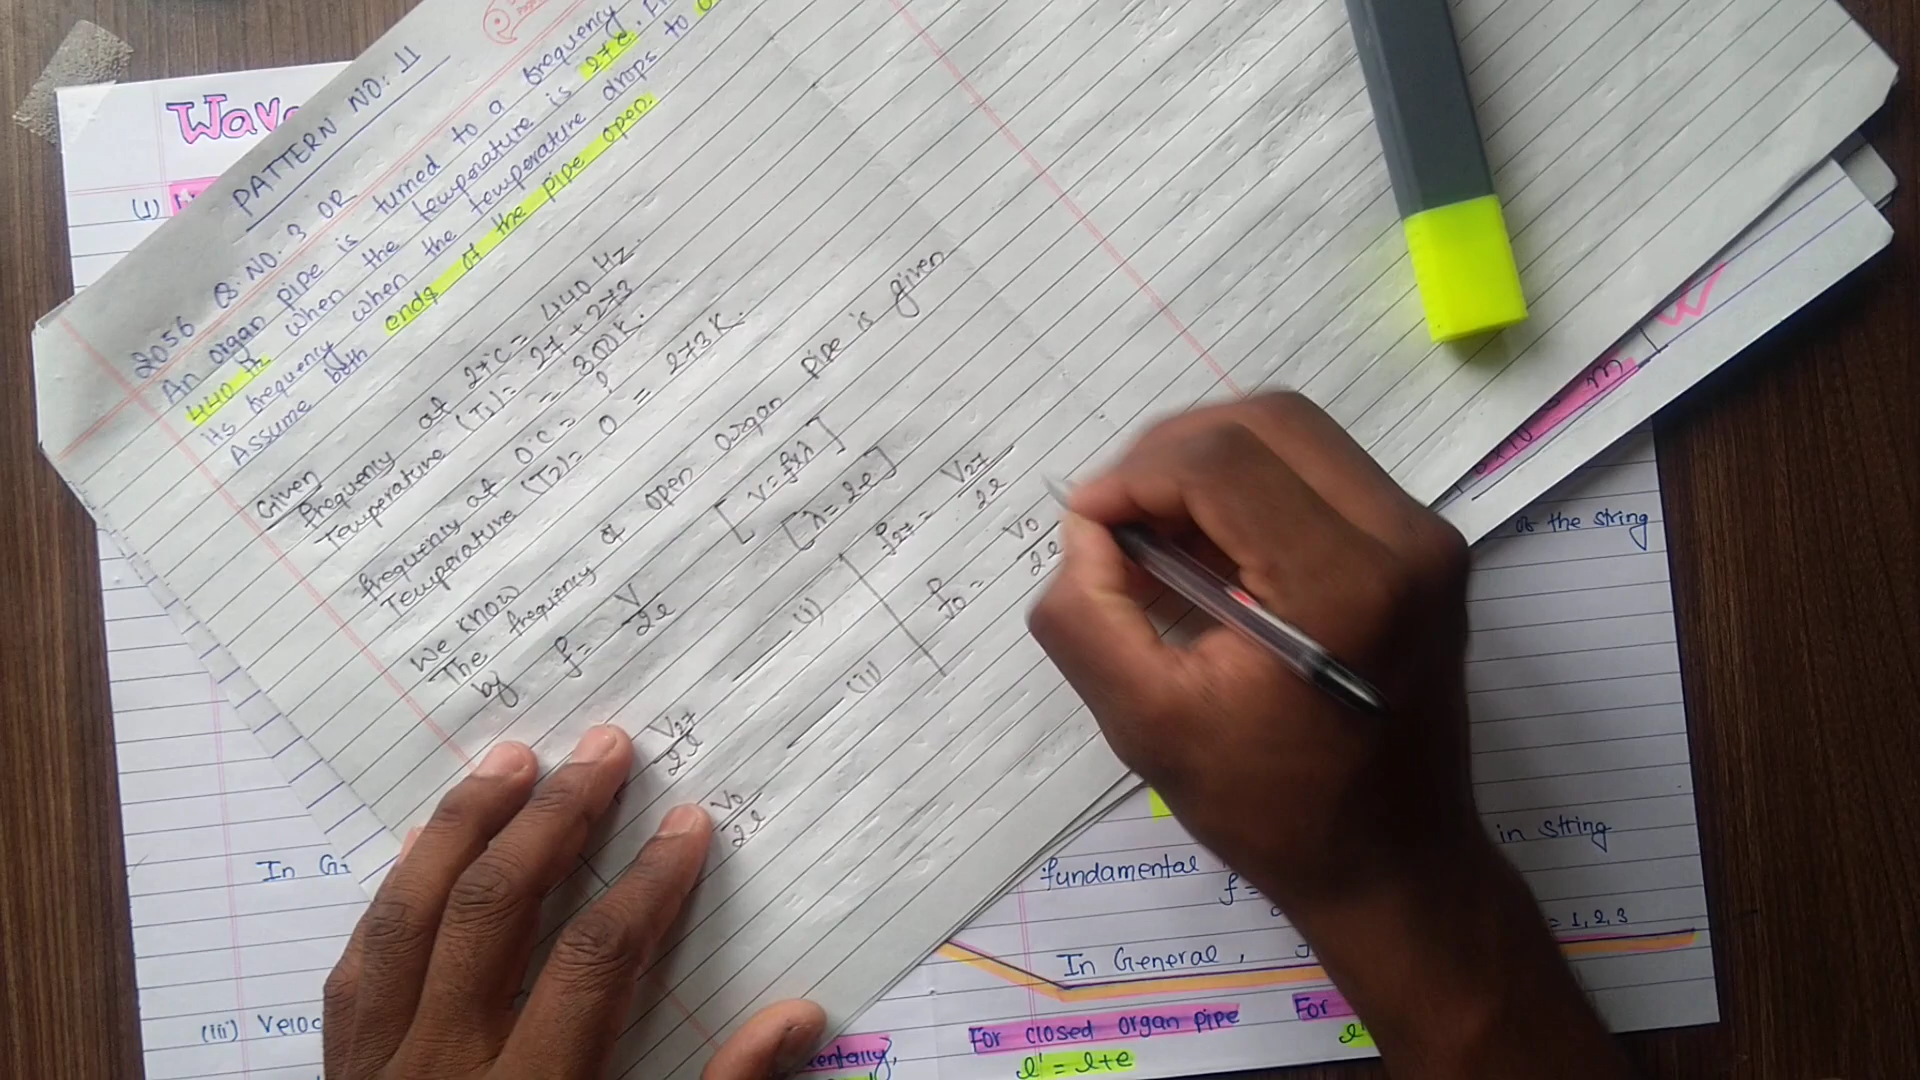 PATTERN NO: 11
2056 Q. NO. 3 OR
An organ pipe is turned to a frequency
440 Hz when the temperature is 27°C.
Its frequency when the temperature drops to
Assume both ends of the pipe open.
Given
Frequency at 27°C = 440 Hz.
Temperature (T1) = 27 + 273
= 300 K.
Frequency at 0°C = ?
Temperature (T2) = 0 = 273 K.
We know
The frequency of open organ pipe is given
by f = V/2l [V = f×λ]
[λ = 2l]
V27/2l (i)
V0/2l (ii)
f27 = V27/2l
f0 = V0/2l
(1)
of the string
In
fundamental
in string
f =
= 1, 2, 3
In General,
(iii)
For closed organ pipe
For
l' = l+e